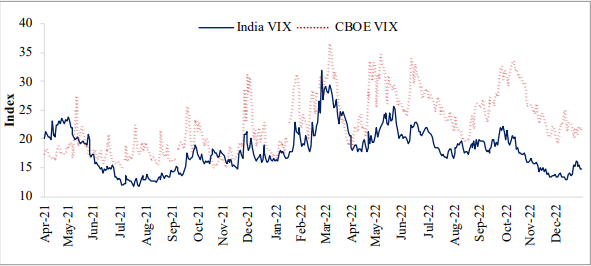 India VIX CBOE VIX
Index
40
35
30
25
20
15
10
Apr-21 May-21 Jun-21 Jul-21 Aug-21 Sep-21 Oct-21 Nov-21 Dec-21 Jan-22 Feb-22 Mar-22 Apr-22 May-22 Jun-22 Jul-22 Aug-22 Sep-22 Oct-22 Nov-22 Dec-22